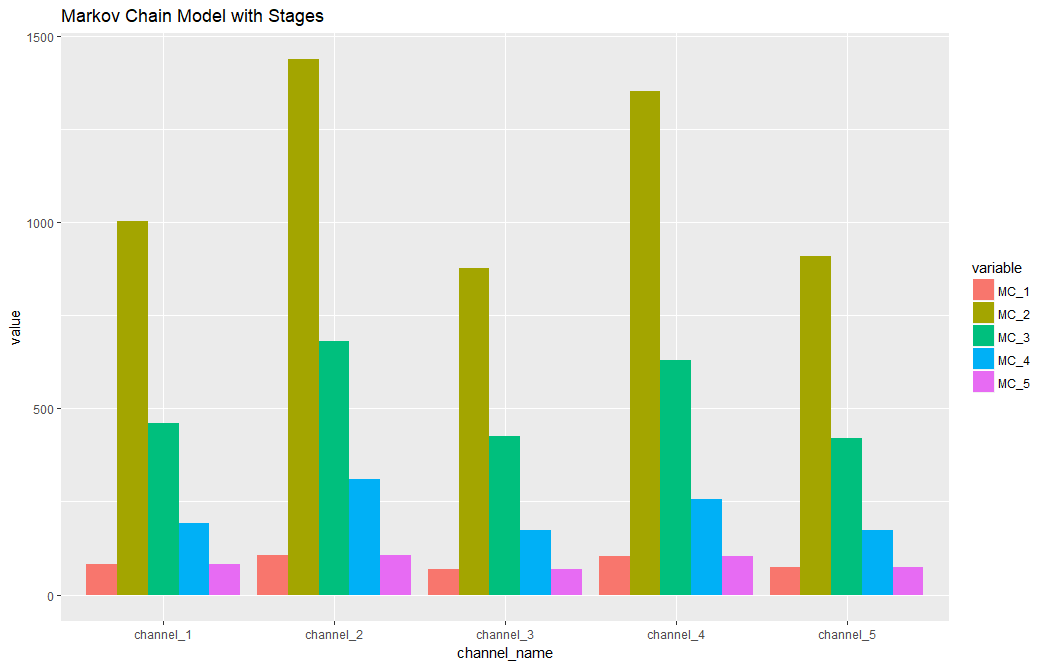 Markov Chain Model with Stages
1500
1000
500
0
value
channel_1
channel_2
channel_3
channel_4
channel_5
channel_name
variable
MC_1
MC_2
MC_3
MC_4
MC_5